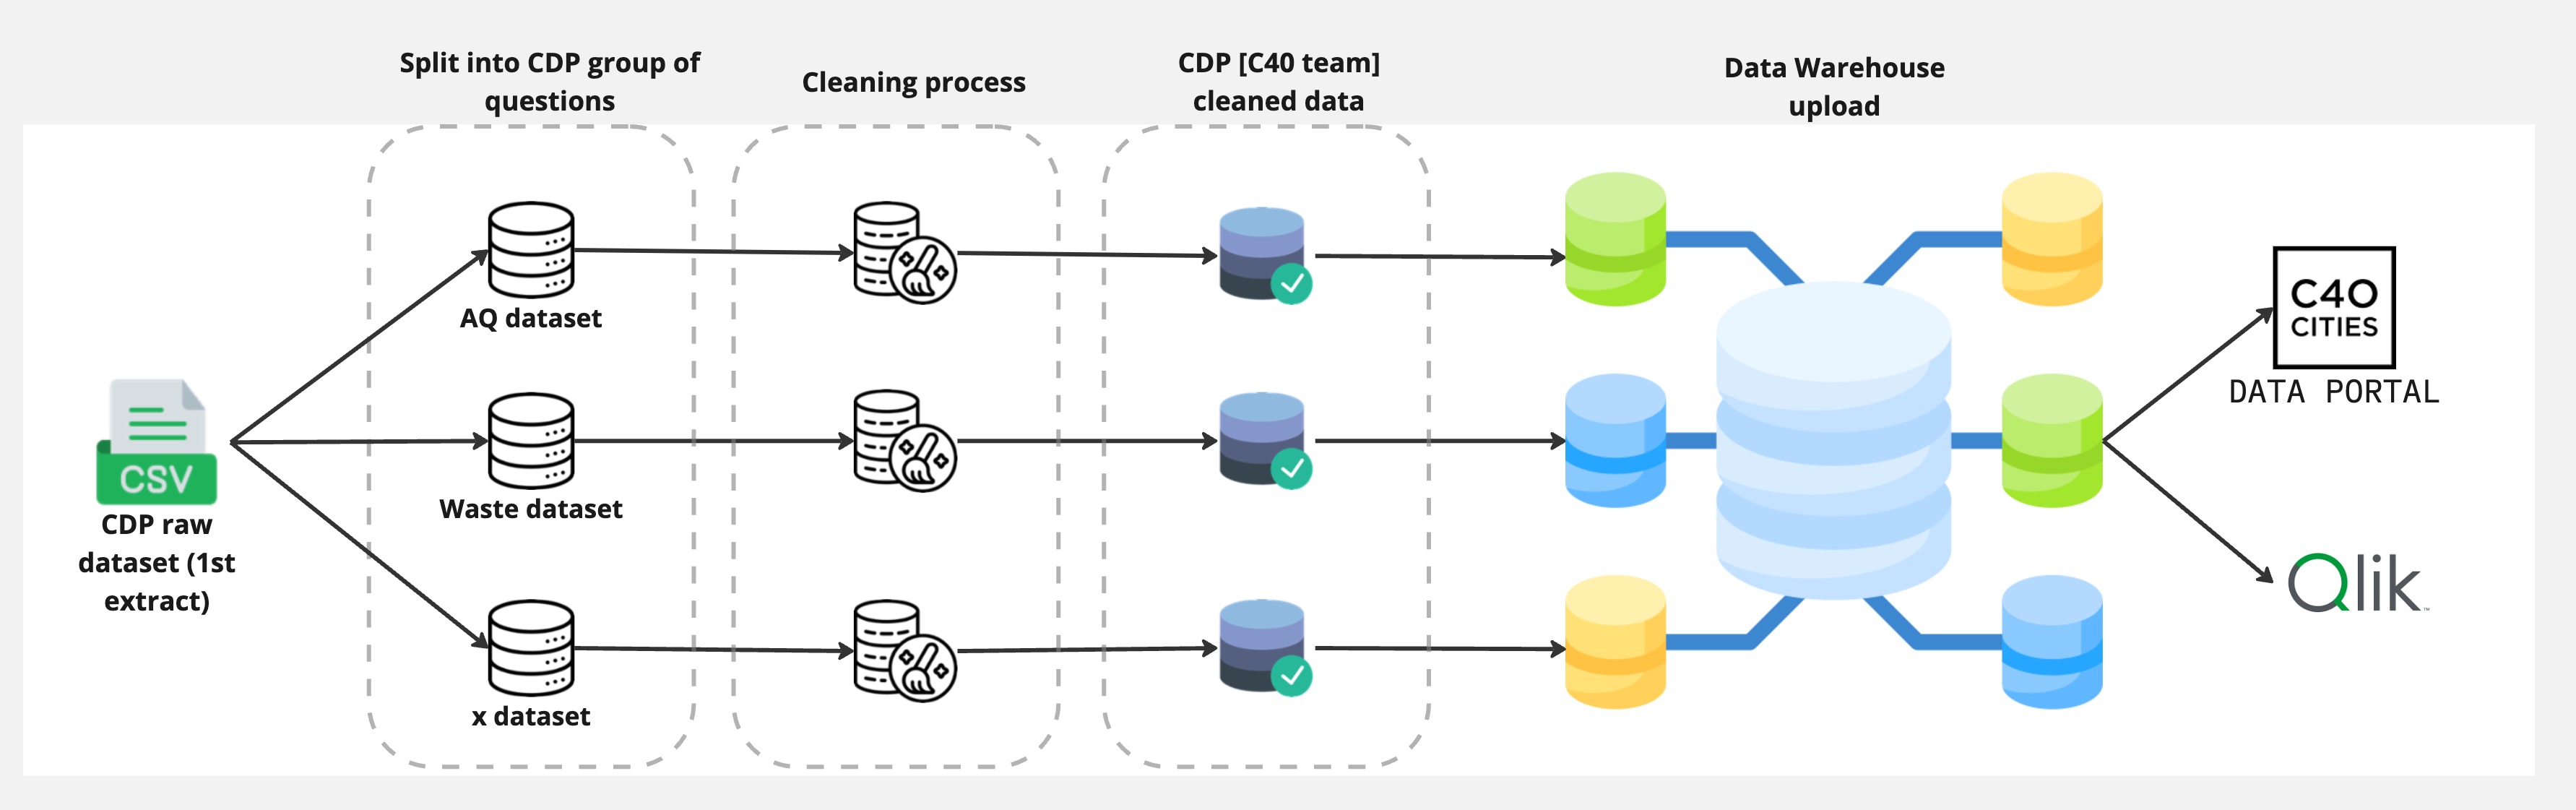 Split into CDP group of
questions
Cleaning process
CDP [C40 team]
cleaned data
Data Warehouse
upload
CSV
CDP raw
dataset (1st
extract)
AQ dataset
Waste dataset
x dataset
C40
CITIES
DATA PORTAL
Qlik